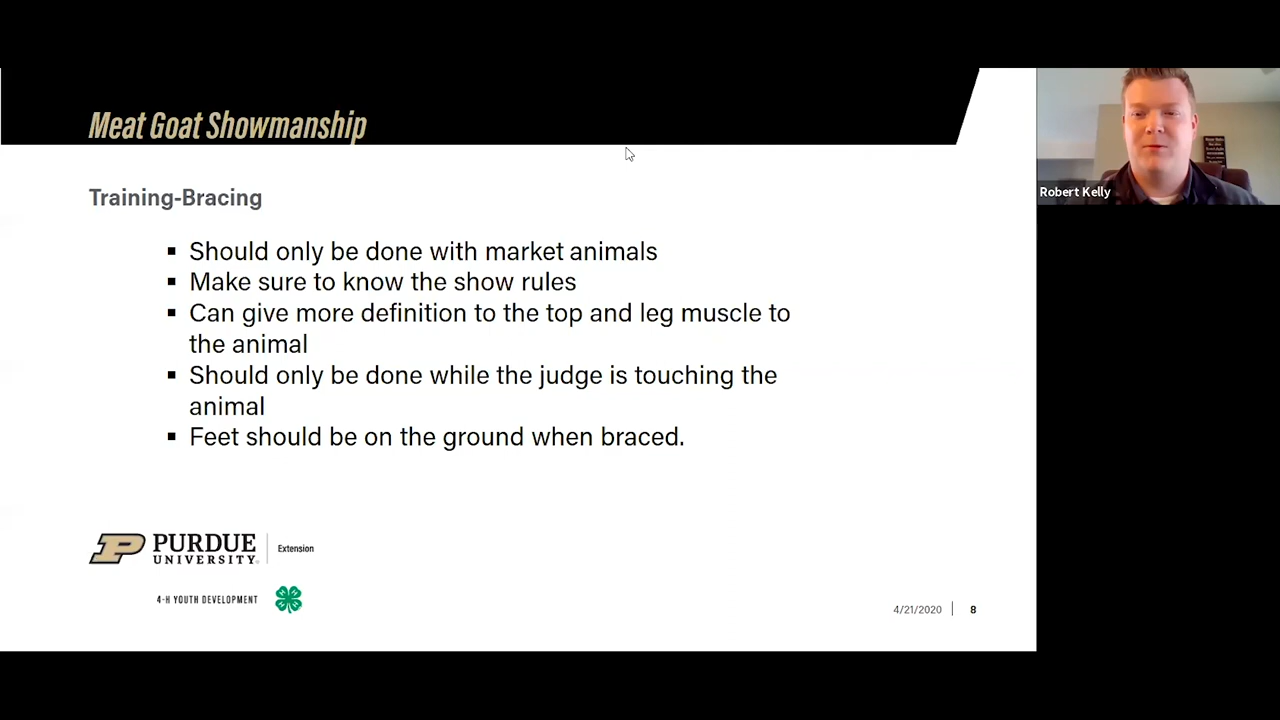 Meat Goat Showmanship
Robert Kelly
Training-Bracing
▪ Should only be done with market animals
▪ Make sure to know the show rules
▪ Can give more definition to the top and leg muscle to
the animal
▪ Should only be done while the judge is touching the
animal
▪ Feet should be on the ground when braced.
P PURDUE UNIVERSITY® | Extension
4-H YOUTH DEVELOPMENT
4/21/2020 | 8